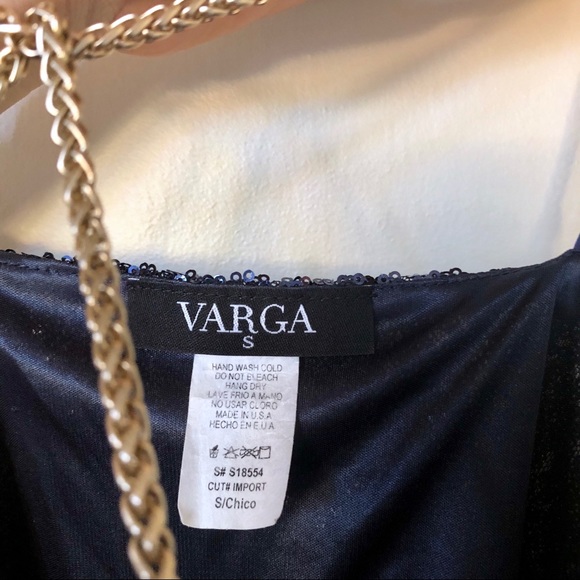 VARGA
S
HAND WASH COLD
DO NOT BLEACH
HANG DRY
LAVE FRIO A MANO
NO USAR CLORO
MADE IN U.S.A
HECHO EN E.U.A
S# S18554
CUT# IMPORT
S/Chico